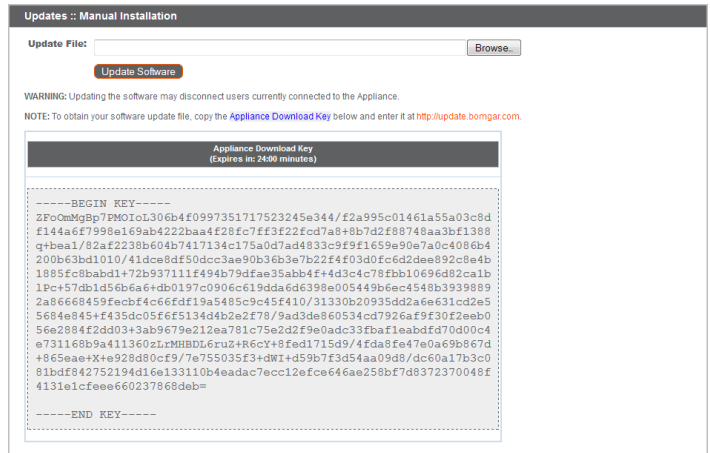 Updates :: Manual Installation
Update File:
Browse..
Update Software
WARNING: Updating the software may disconnect users currently connected to the Appliance.
NOTE: To obtain your software update file, copy the Appliance Download Key below and enter it at http://update.bomgar.com.
Appliance Download Key
(Expires in: 24:00 minutes)
-----BEGIN KEY-----
ZFoOmMgBp7PMOIoL306b4f0997351717523245e344/f2a995c01461a55a03c8d
f144a6f7998e169ab4222baa4f28fc7ff3f22fcd7a8+8b7d2f88748aa3bf1388
q+bea1/82af2238b604b7417134c175a0d7ad4833c9f9f1659e90e7a0c4086b4
200b63bd1010/41dce8df50dcc3ae90b36b3e7b22f4f03d0fc6d2dee892c8e4b
1885fc8babd1+72b937111f494b79dfae35abb4f+4d3c4c78fbb10696d82ca1b
lPc+57db1d56b6a6+db0197c0906c619dda6d6398e005449b6ec4548b3939889
2a86668459fecbf4c66fdf19a5485c9c45f410/31330b20935dd2a6e631cd2e5
5684e845+f435dc05f6f5134d4b2e2f78/9ad3de860534cd7926af9f30f2eeb0
56e2884f2dd03+3ab9679e212ea781c75e2d2f9e0adc33fbaf1eabdfd70d00c4
e731168b9a411360zLrMHBDL6ruZ+R6cY+8fed1715d9/4fda8fe47e0a69b867d
+865eae+X+e928d80cf9/7e755035f3+dWI+d59b7f3d54aa09d8/dc60a17b3c0
81bdf842752194d16e133110b4eadac7ecc12efce646ae258bf7d8372370048f
4131e1cfeee660237868deb=
-----END KEY-----